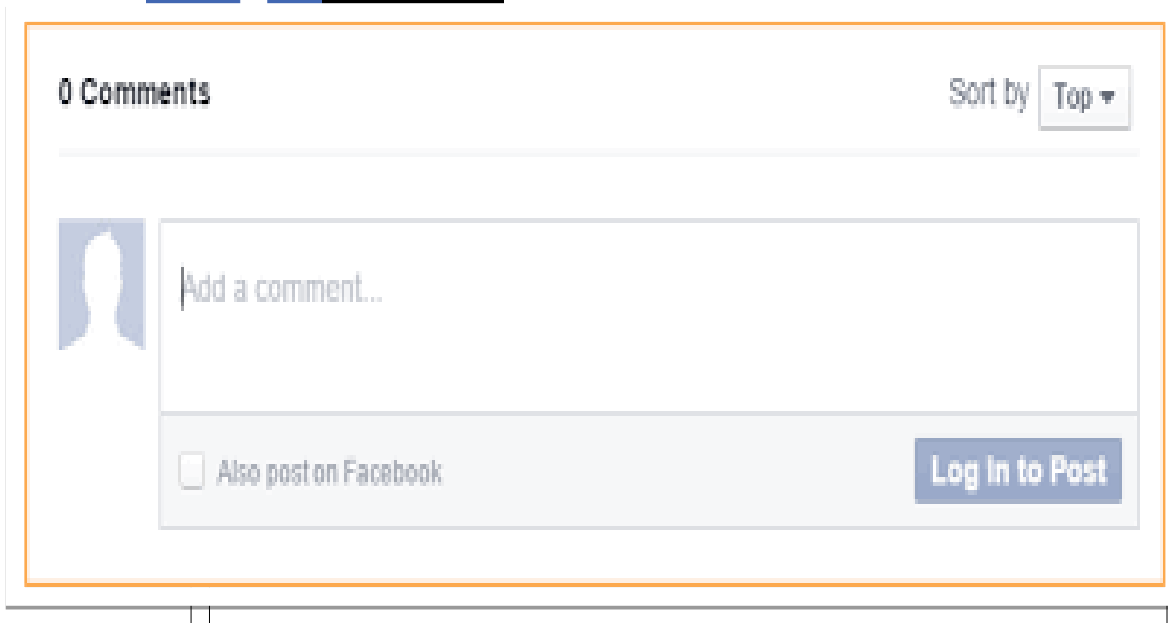 0 Comments
Sort by Top
Add a comment...
Also post on Facebook
Log In to Post